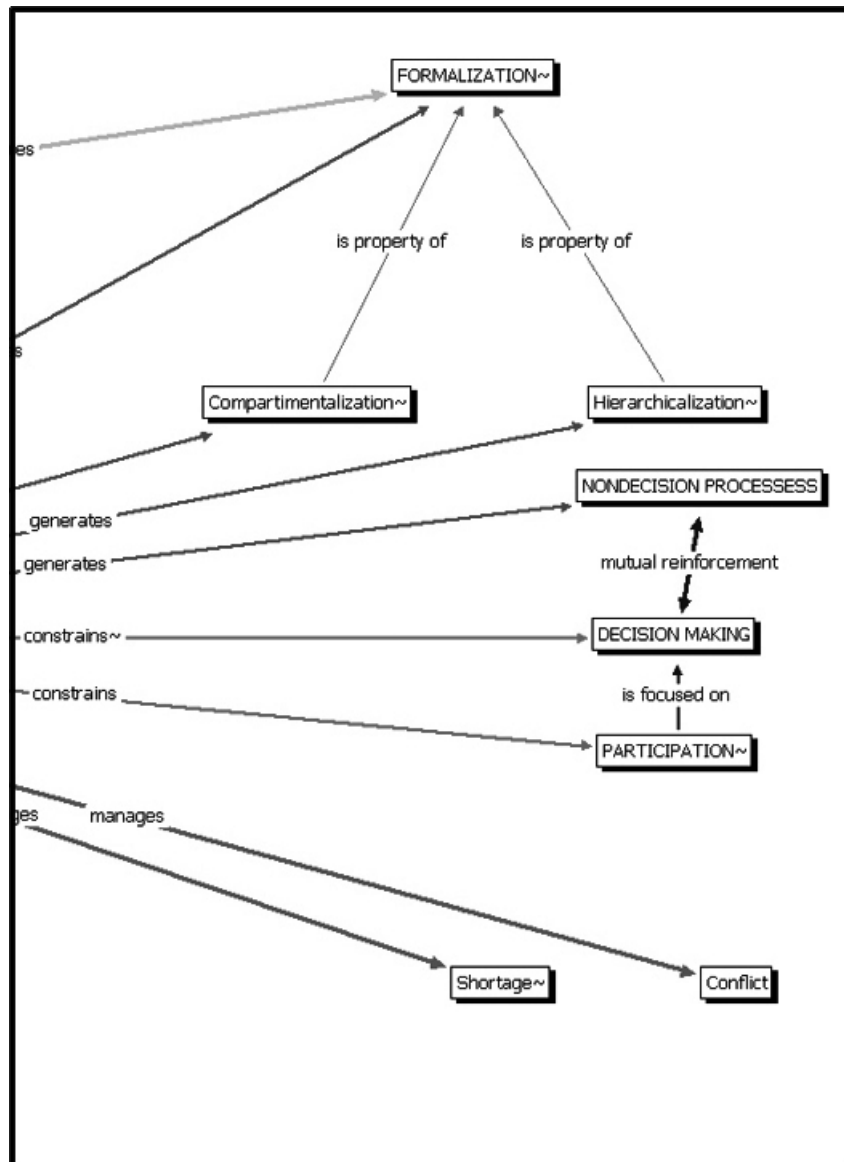 FORMALIZATION~
es
is property of
is property of
s
Compartimentalization~
Hierarchicalization~
NONDECISION PROCESSESS
generates
generates
mutual reinforcement
constrains~
DECISION MAKING
constrains
is focused on
PARTICIPATION~
ges
manages
Shortage~
Conflict